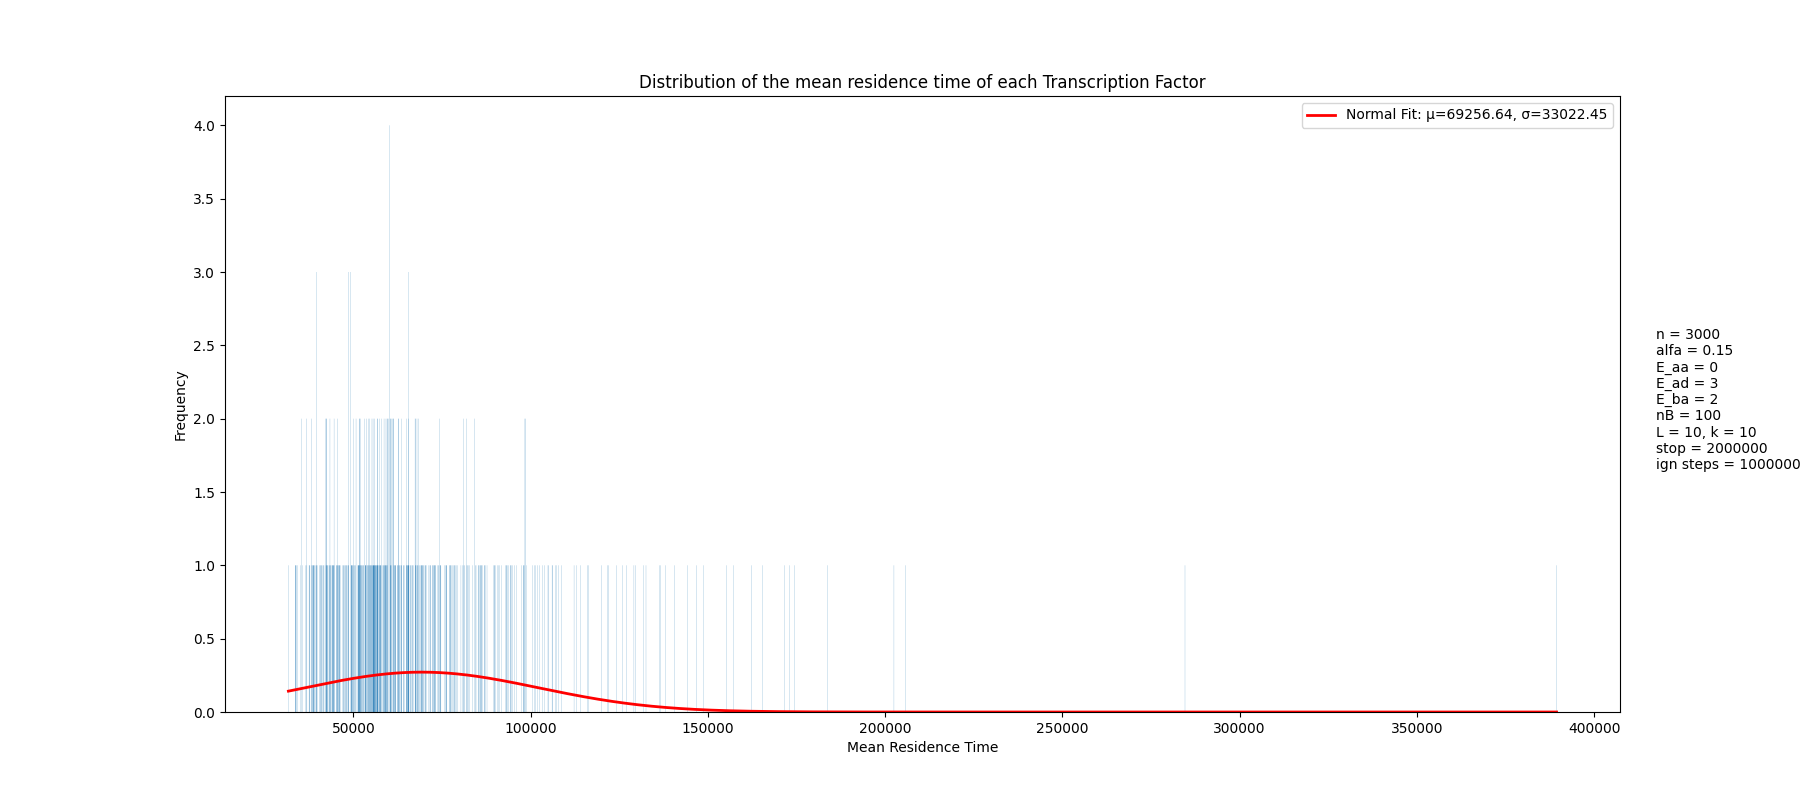 Distribution of the mean residence time of each Transcription Factor
Normal Fit: μ=69256.64, σ=33022.45
4.0
3.5
3.0
2.5
2.0
1.5
1.0
0.5
0.0
Frequency
50000 100000 150000 200000 250000 300000 350000 400000
Mean Residence Time
n = 3000
alfa = 0.15
E_aa = 0
E_ad = 3
E_ba = 2
nB = 100
L = 10, k = 10
stop = 2000000
ign steps = 1000000